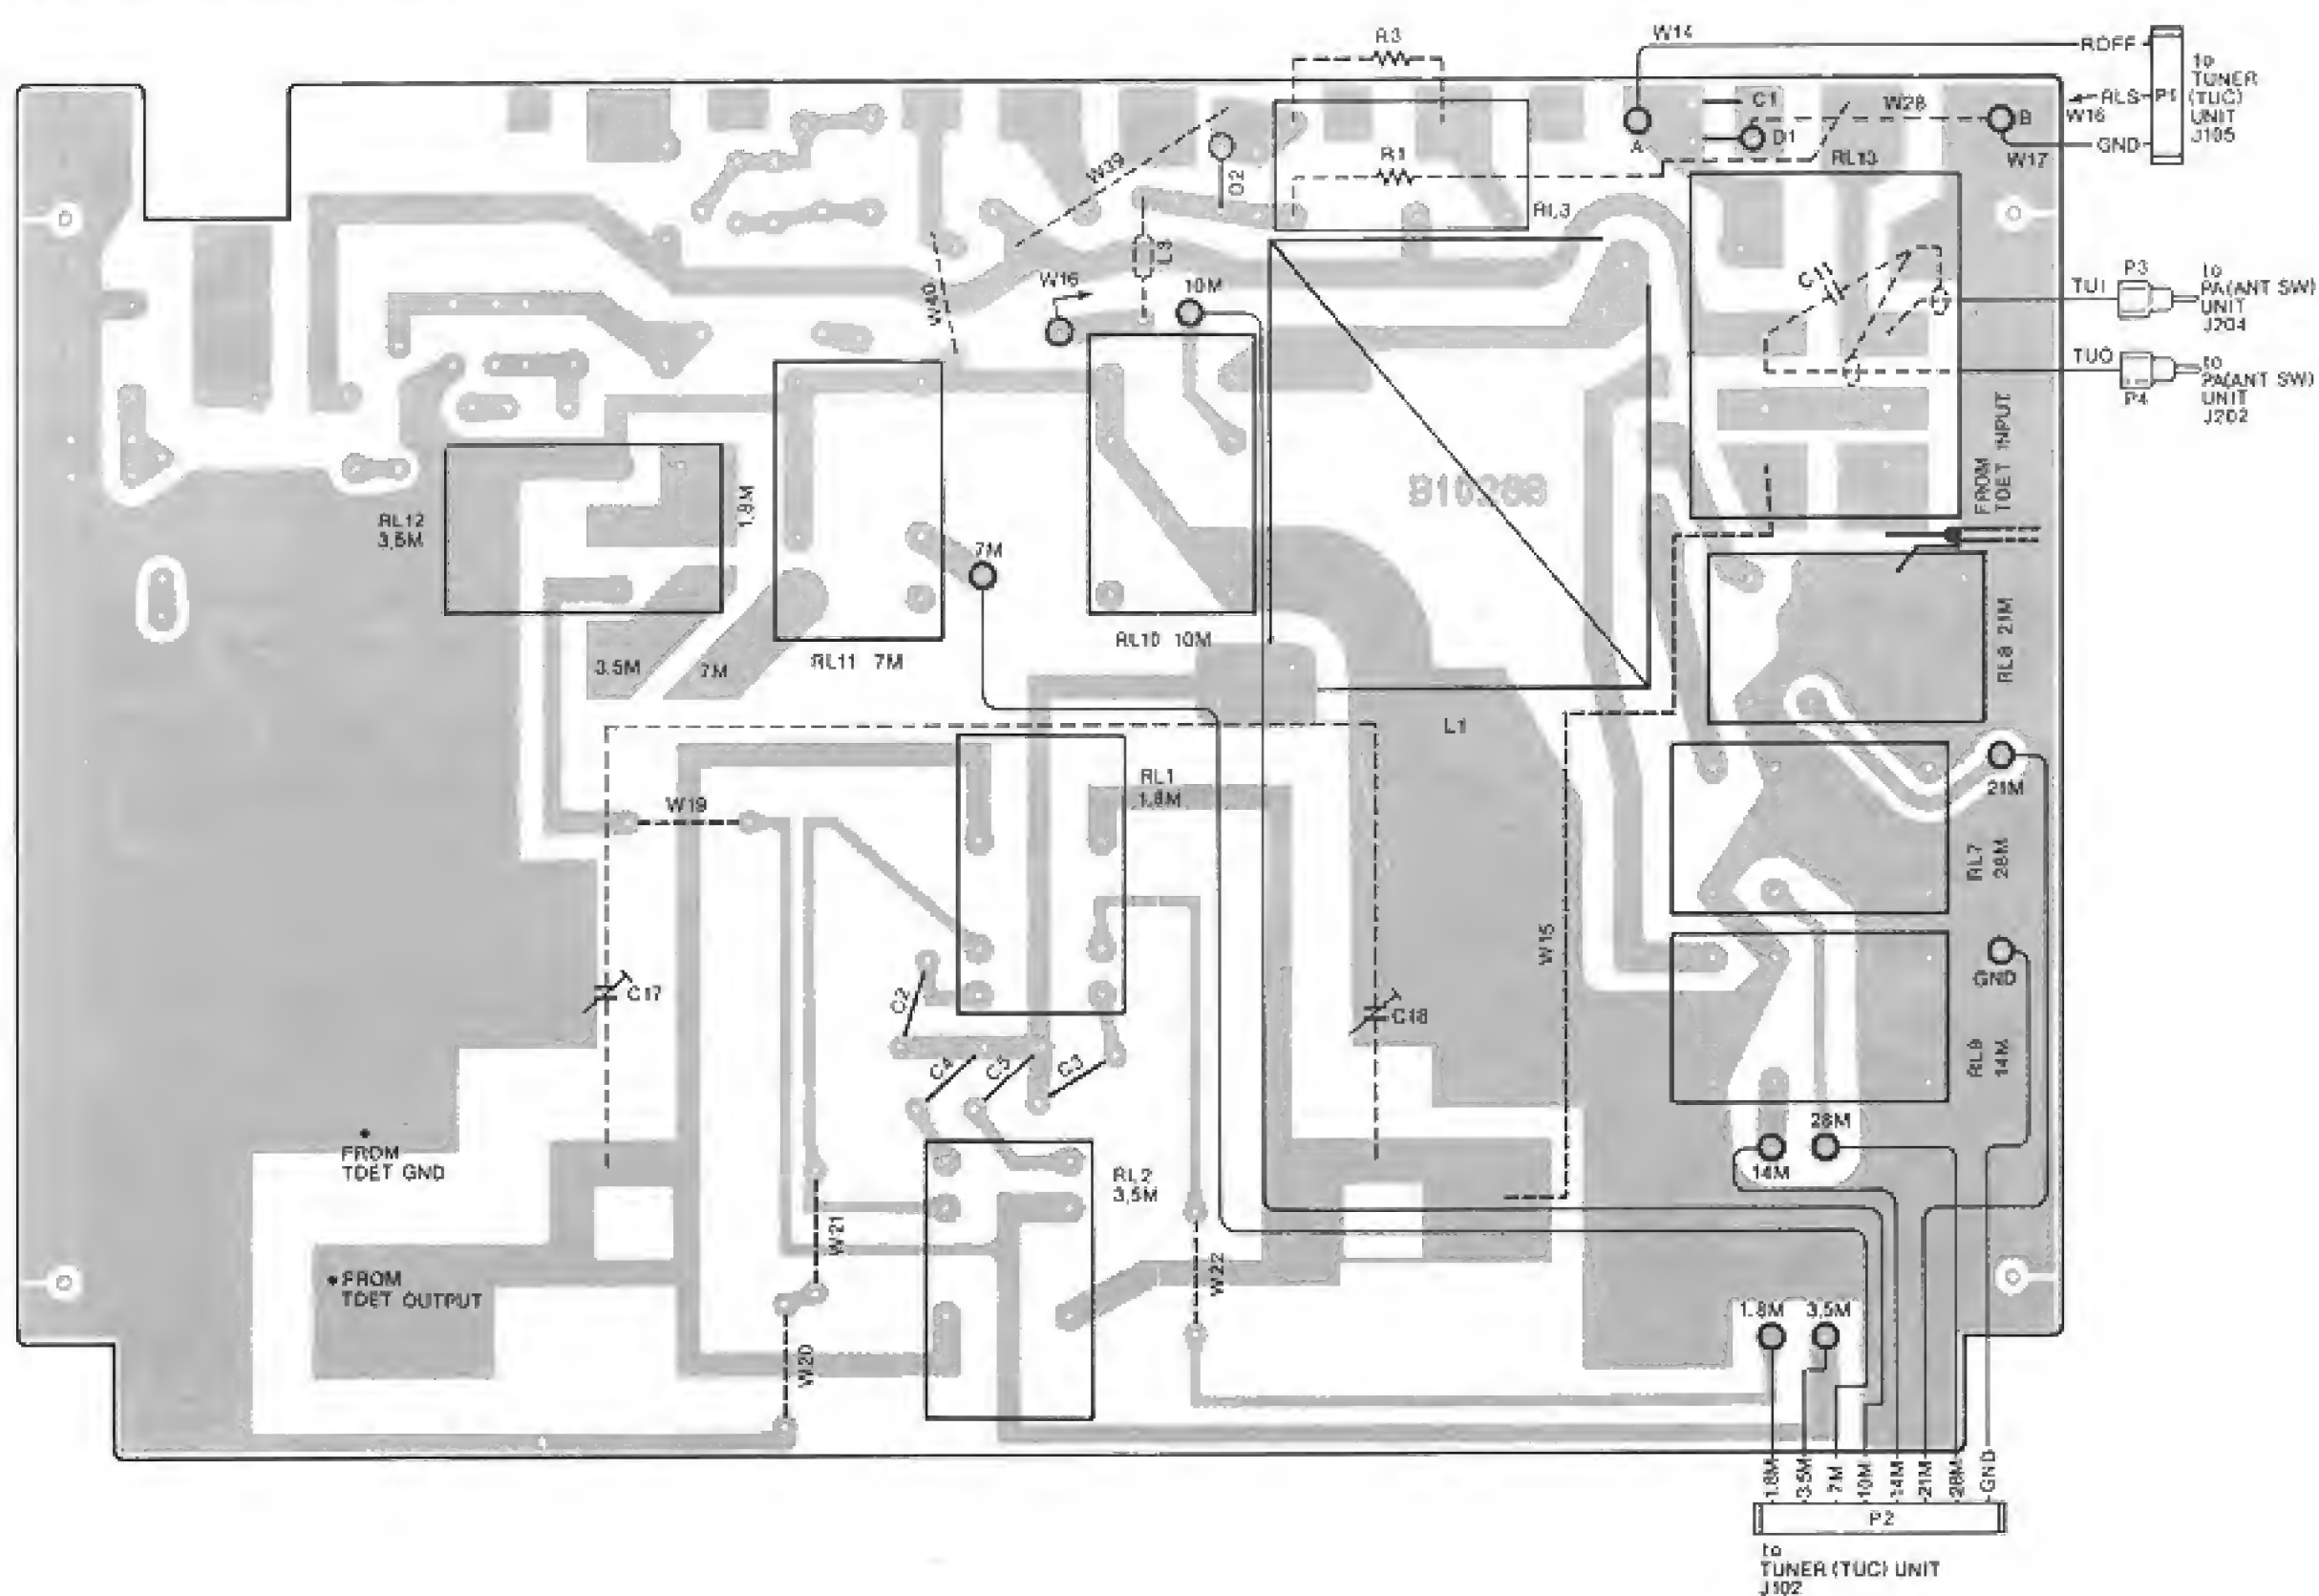 R3
W14
ROFF
to
TUNER
(TUC)
UNIT
J105
C1
W28
RLS
P1
W16
B
A
D1
GND
W17
R1
RL13
W39
D2
RL3
L3
C11
TUI
P3
to
PA(ANT SW)
UNIT
J204
W40
W16
10M
TUO
P4
to
PA(ANT SW)
UNIT
J202
FROM
TDET INPUT
RL12
3,5M
1.8M
7M
RL11 7M
RL10 10M
3.5M
7M
RL8 21M
L1
RL1
1.8M
W19
21M
RL7
28M
W15
C17
C2
C18
GND
C4
C5
C3
RL9
14M
FROM
TDET GND
28M
14M
RL2
3,5M
W21
W22
FROM
TDET OUTPUT
1.8M
3,5M
W20
1.8M
3.5M
7M
10M
14M
21M
28M
GND
P2
to
TUNER (TUC) UNIT
J102